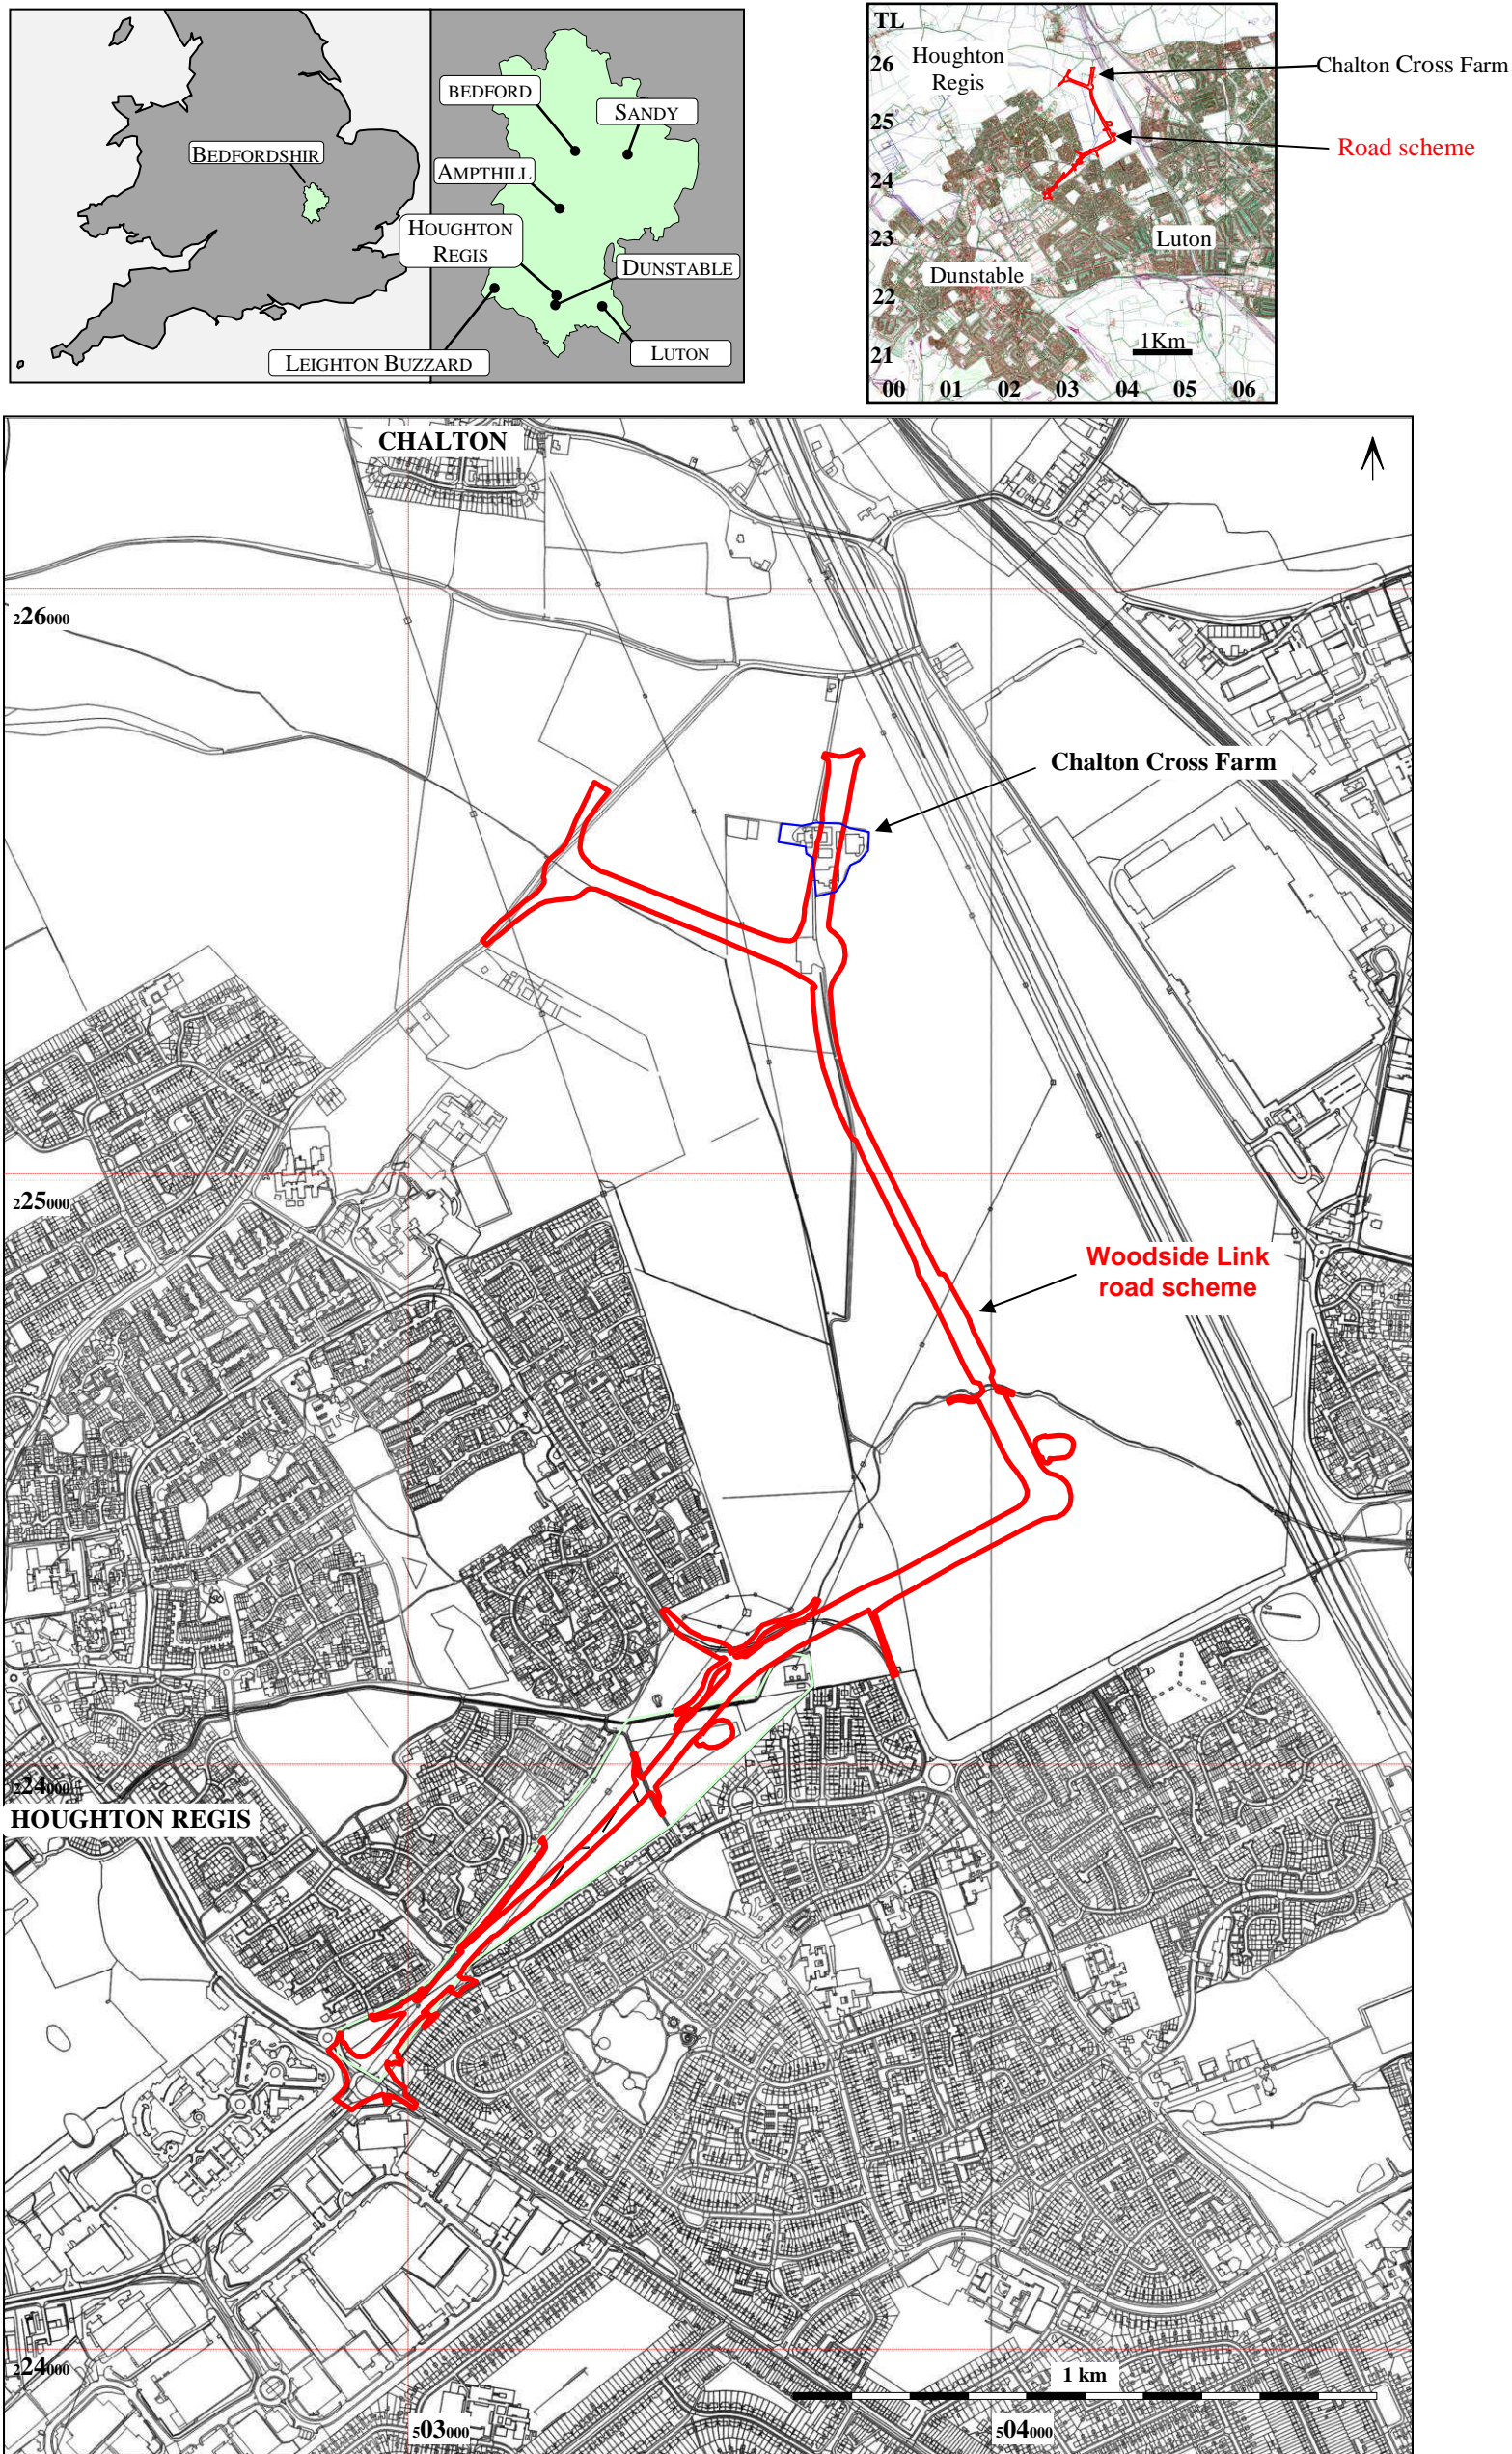 BEDFORDSHIR
BEDFORD
SANDY
AMPTHILL
HOUGHTON
REGIS
DUNSTABLE
LEIGHTON BUZZARD
LUTON
TL
26
25
24
23
22
21
00 01 02 03 04 05 06
Houghton
Regis
Luton
Dunstable
1Km
Chalton Cross Farm
Road scheme
CHALTON
226000
Chalton Cross Farm
225000
Woodside Link
road scheme
224000
HOUGHTON REGIS
224000
1 km
503000
504000